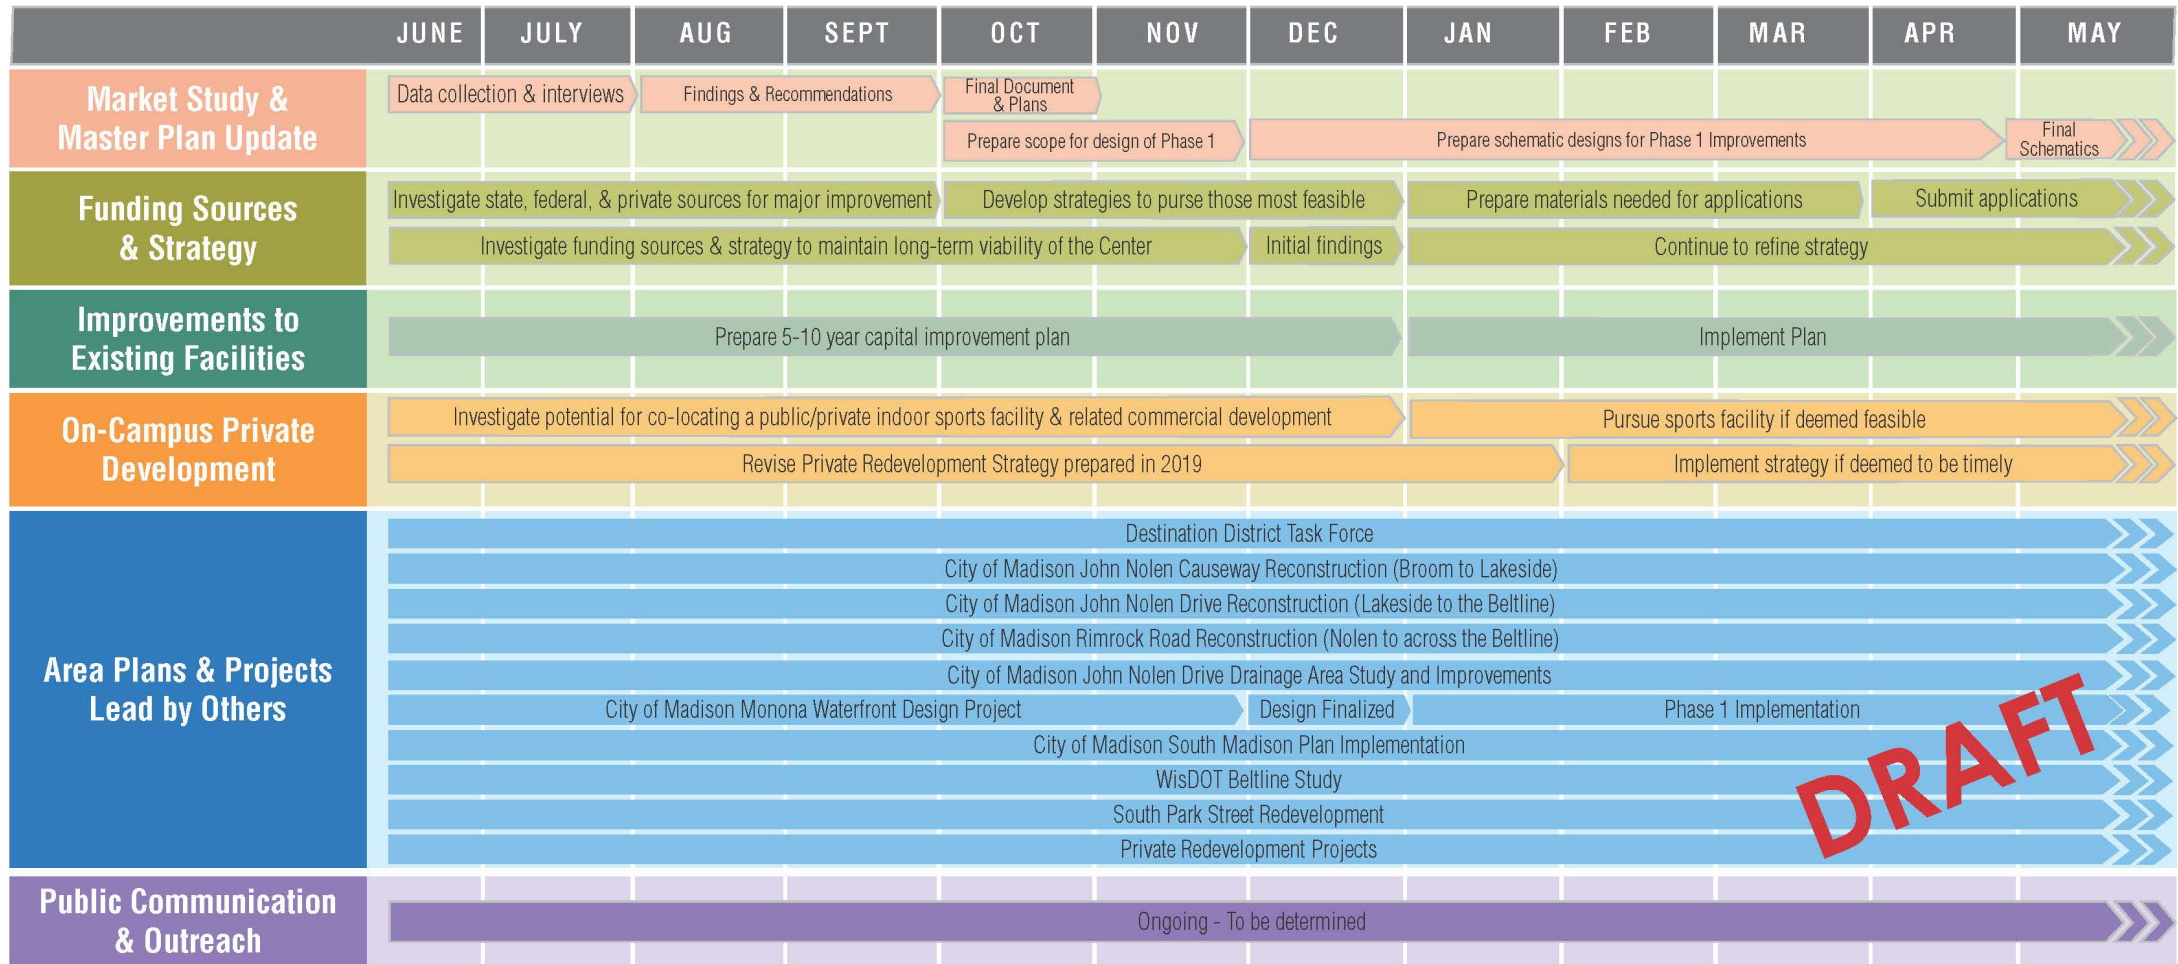 JUNE JULY AUG SEPT OCT NOV DEC JAN FEB MAR APR MAY
Market Study &
Master Plan Update
Data collection & interviews
Findings & Recommendations
Final Document
& Plans
Prepare scope for design of Phase 1
Prepare schematic designs for Phase 1 Improvements
Final
Schematics
Funding Sources
& Strategy
Investigate state, federal, & private sources for major improvement
Develop strategies to purse those most feasible
Prepare materials needed for applications
Submit applications
Investigate funding sources & strategy to maintain long-term viability of the Center
Initial findings
Continue to refine strategy
Improvements to
Existing Facilities
Prepare 5-10 year capital improvement plan
Implement Plan
On-Campus Private
Development
Investigate potential for co-locating a public/private indoor sports facility & related commercial development
Pursue sports facility if deemed feasible
Revise Private Redevelopment Strategy prepared in 2019
Implement strategy if deemed to be timely
Area Plans & Projects
Lead by Others
Destination District Task Force
City of Madison John Nolen Causeway Reconstruction (Broom to Lakeside)
City of Madison John Nolen Drive Reconstruction (Lakeside to the Beltline)
City of Madison Rimrock Road Reconstruction (Nolen to across the Beltline)
City of Madison John Nolen Drive Drainage Area Study and Improvements
City of Madison Monona Waterfront Design Project
Design Finalized
Phase 1 Implementation
City of Madison South Madison Plan Implementation
WisDOT Beltline Study
South Park Street Redevelopment
Private Redevelopment Projects
DRAFT
Public Communication
& Outreach
Ongoing - To be determined